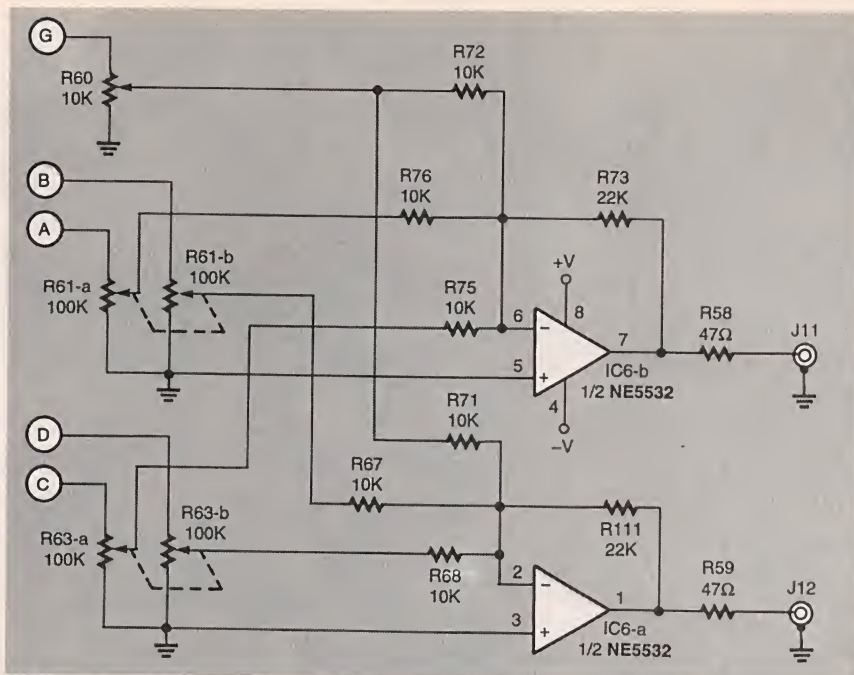 G
R60
10K
R72
10K
B
A
R76
10K
R73
22K
R61-a
100K
R61-b
100K
R75
10K
+V
8
6
−
5
+
7
4
−V
IC6-b
1/2 NE5532
R58
47Ω
J11
D
C
R71
10K
R67
10K
R63-a
100K
R63-b
100K
R68
10K
R111
22K
2
−
3
+
1
IC6-a
1/2 NE5532
R59
47Ω
J12